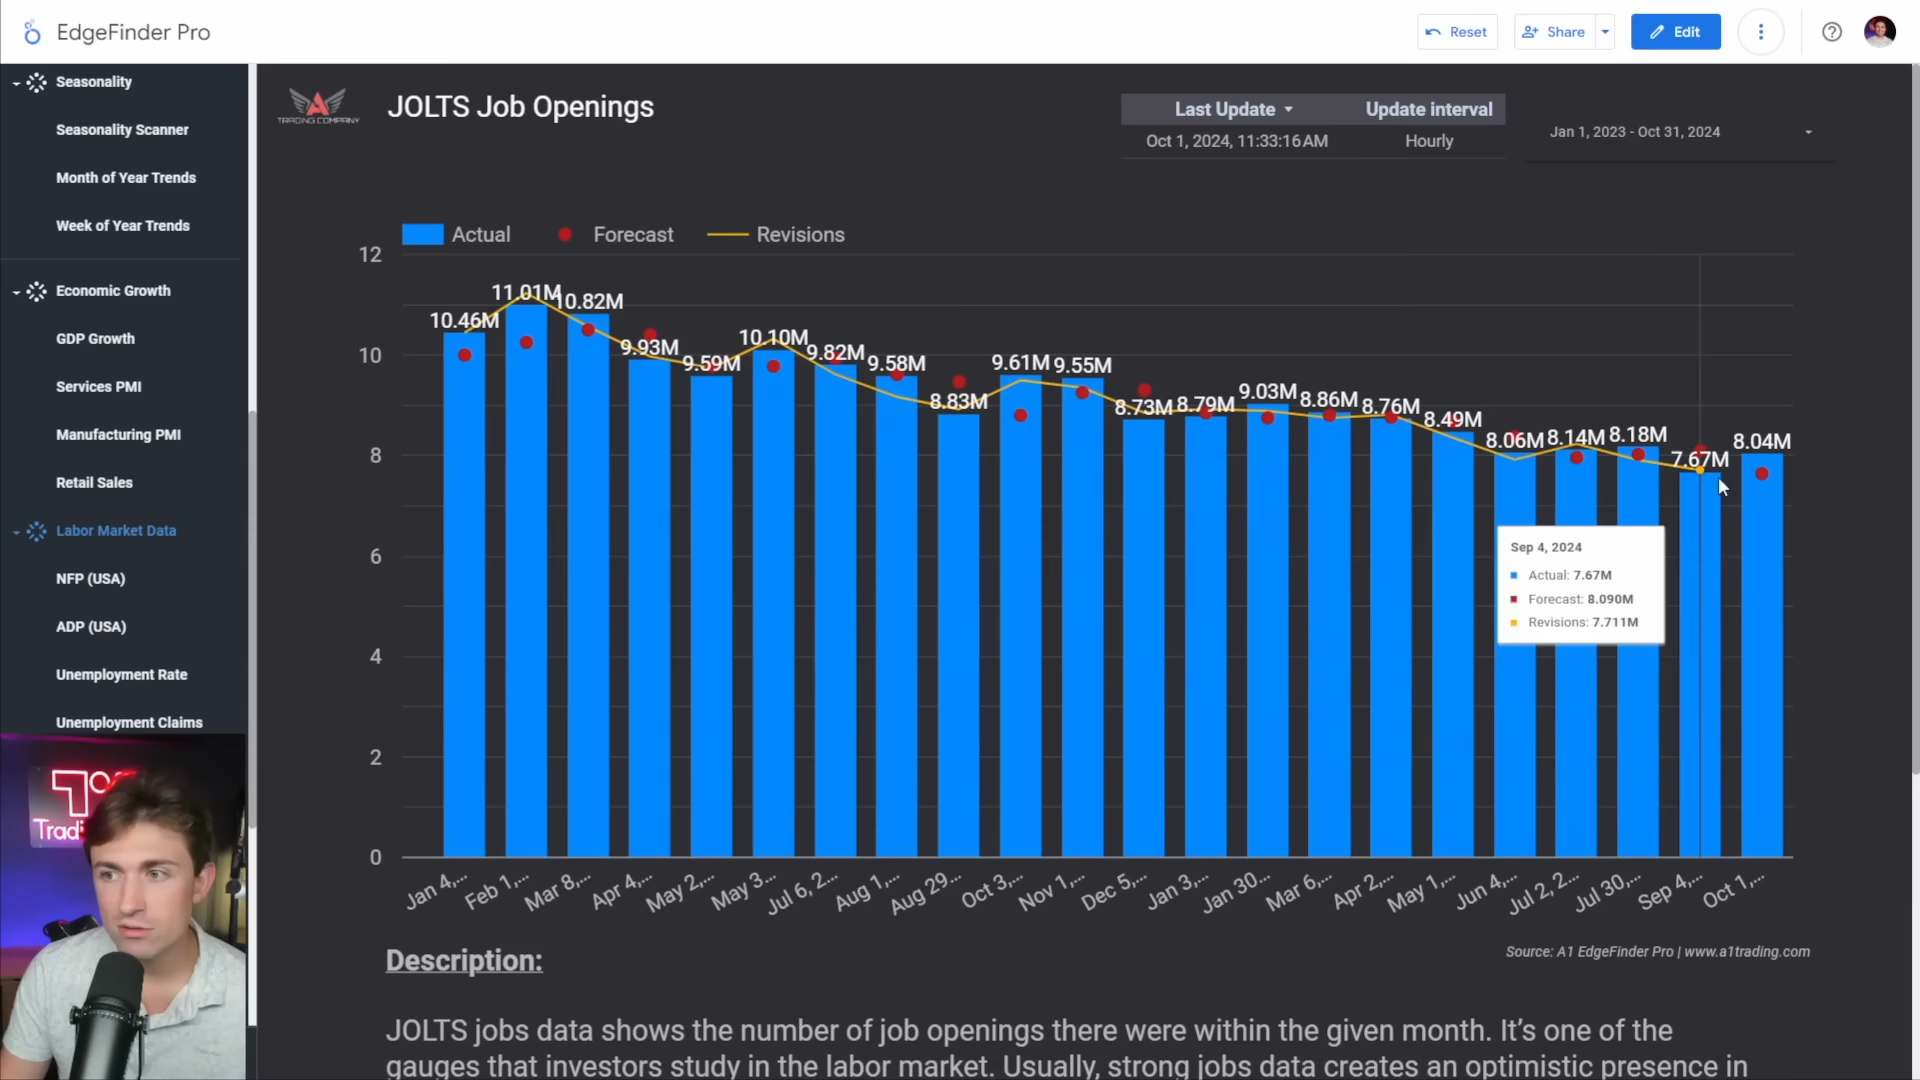 EdgeFinder Pro
Reset
Share
Edit
Seasonality
Seasonality Scanner
Month of Year Trends
Week of Year Trends
Economic Growth
GDP Growth
Services PMI
Manufacturing PMI
Retail Sales
Labor Market Data
NFP (USA)
ADP (USA)
Unemployment Rate
Unemployment Claims
A
TRADING COMPANY
JOLTS Job Openings
Last Update Update interval
Oct 1, 2024, 11:33:16 AM Hourly
Jan 1, 2023 - Oct 31, 2024
Actual Forecast Revisions
12
10
8
6
4
2
0
10.46M 11.01M 10.82M 9.93M 9.59M 10.10M 9.82M 9.58M 8.83M 9.61M 9.55M 8.73M 8.79M 9.03M 8.86M 8.76M 8.49M 8.06M 8.14M 8.18M 7.67M 8.04M
Sep 4, 2024
Actual: 7.67M
Forecast: 8.090M
Revisions: 7.711M
Jan 4,... Feb 1,... Mar 8,... Apr 4,... May 2,... May 3... Jul 6, 2... Aug 1,... Aug 29... Oct 3,... Nov 1,... Dec 5,... Jan 3,... Jan 30... Mar 6,... Apr 2,... May 1,... Jun 4,... Jul 2, 2... Jul 30,... Sep 4,... Oct 1,...
Source: A1 EdgeFinder Pro | www.a1trading.com
Description:
JOLTS jobs data shows the number of job openings there were within the given month. It’s one of the
gauges that investors study in the labor market. Usually, strong jobs data creates an optimistic presence in